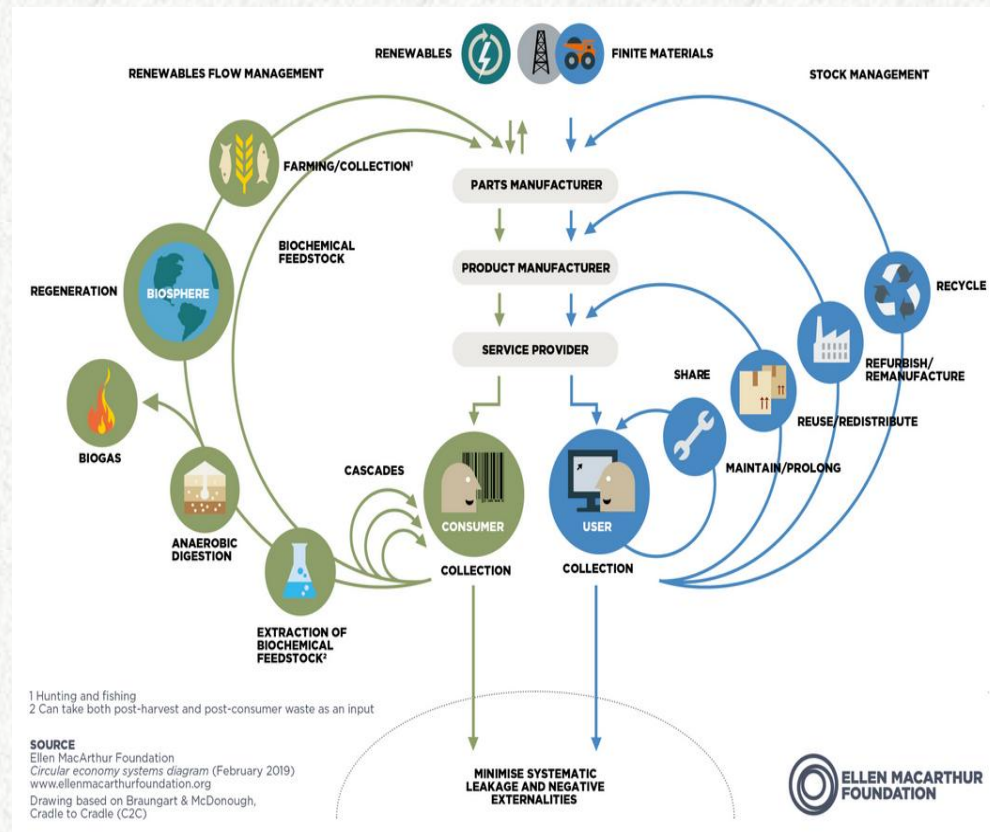 RENEWABLES
FINITE MATERIALS
RENEWABLES FLOW MANAGEMENT
STOCK MANAGEMENT
FARMING/COLLECTION¹
PARTS MANUFACTURER
BIOCHEMICAL
FEEDSTOCK
PRODUCT MANUFACTURER
REGENERATION
BIOSPHERE
RECYCLE
SERVICE PROVIDER
SHARE
REFURBISH/
REMANUFACTURE
REUSE/REDISTRIBUTE
BIOGAS
CASCADES
MAINTAIN/PROLONG
CONSUMER
USER
ANAEROBIC
DIGESTION
COLLECTION
COLLECTION
EXTRACTION OF
BIOCHEMICAL
FEEDSTOCK²
1 Hunting and fishing
2 Can take both post-harvest and post-consumer waste as an input
SOURCE
Ellen MacArthur Foundation
Circular economy systems diagram (February 2019)
www.ellenmacarthurfoundation.org
Drawing based on Braungart & McDonough,
Cradle to Cradle (C2C)
MINIMISE SYSTEMATIC
LEAKAGE AND NEGATIVE
EXTERNALITIES
ELLEN MACARTHUR
FOUNDATION